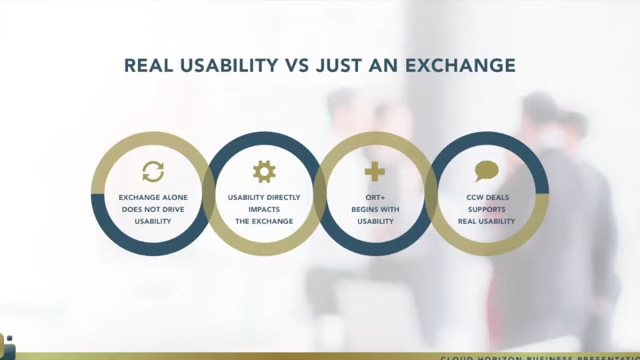 REAL USABILITY VS JUST AN EXCHANGE
EXCHANGE ALONE
DOES NOT DRIVE
USABILITY
USABILITY DIRECTLY
IMPACTS
THE EXCHANGE
ORT+
BEGINS WITH
USABILITY
CCW DEALS
SUPPORTS
REAL USABILITY
CLOUD HORIZON BUSINESS PRESENTATIO